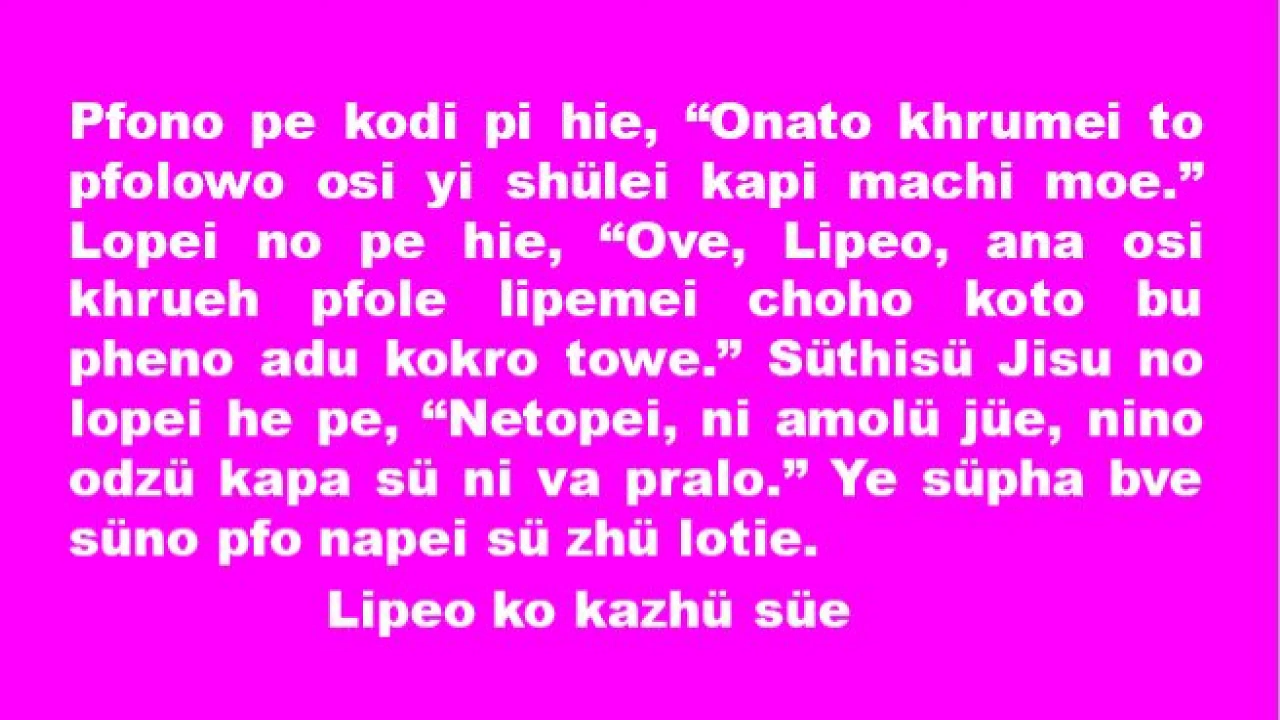 Pfono pe kodi pi hie, “Onato khrumei to
pfolowo osi yi shülei kapi machi moe.”
Lopei no pe hie, “Ove, Lipeo, ana osi
khrueh pfole lipemei choho koto bu
pheno adu kokro towe.” Süthisü Jisu no
lopei he pe, “Netopei, ni amolü jüe, nino
odzü kapa sü ni va pralo.” Ye süpha bve
süno pfo napei sü zhü lotie.
Lipeo ko kazhü süe